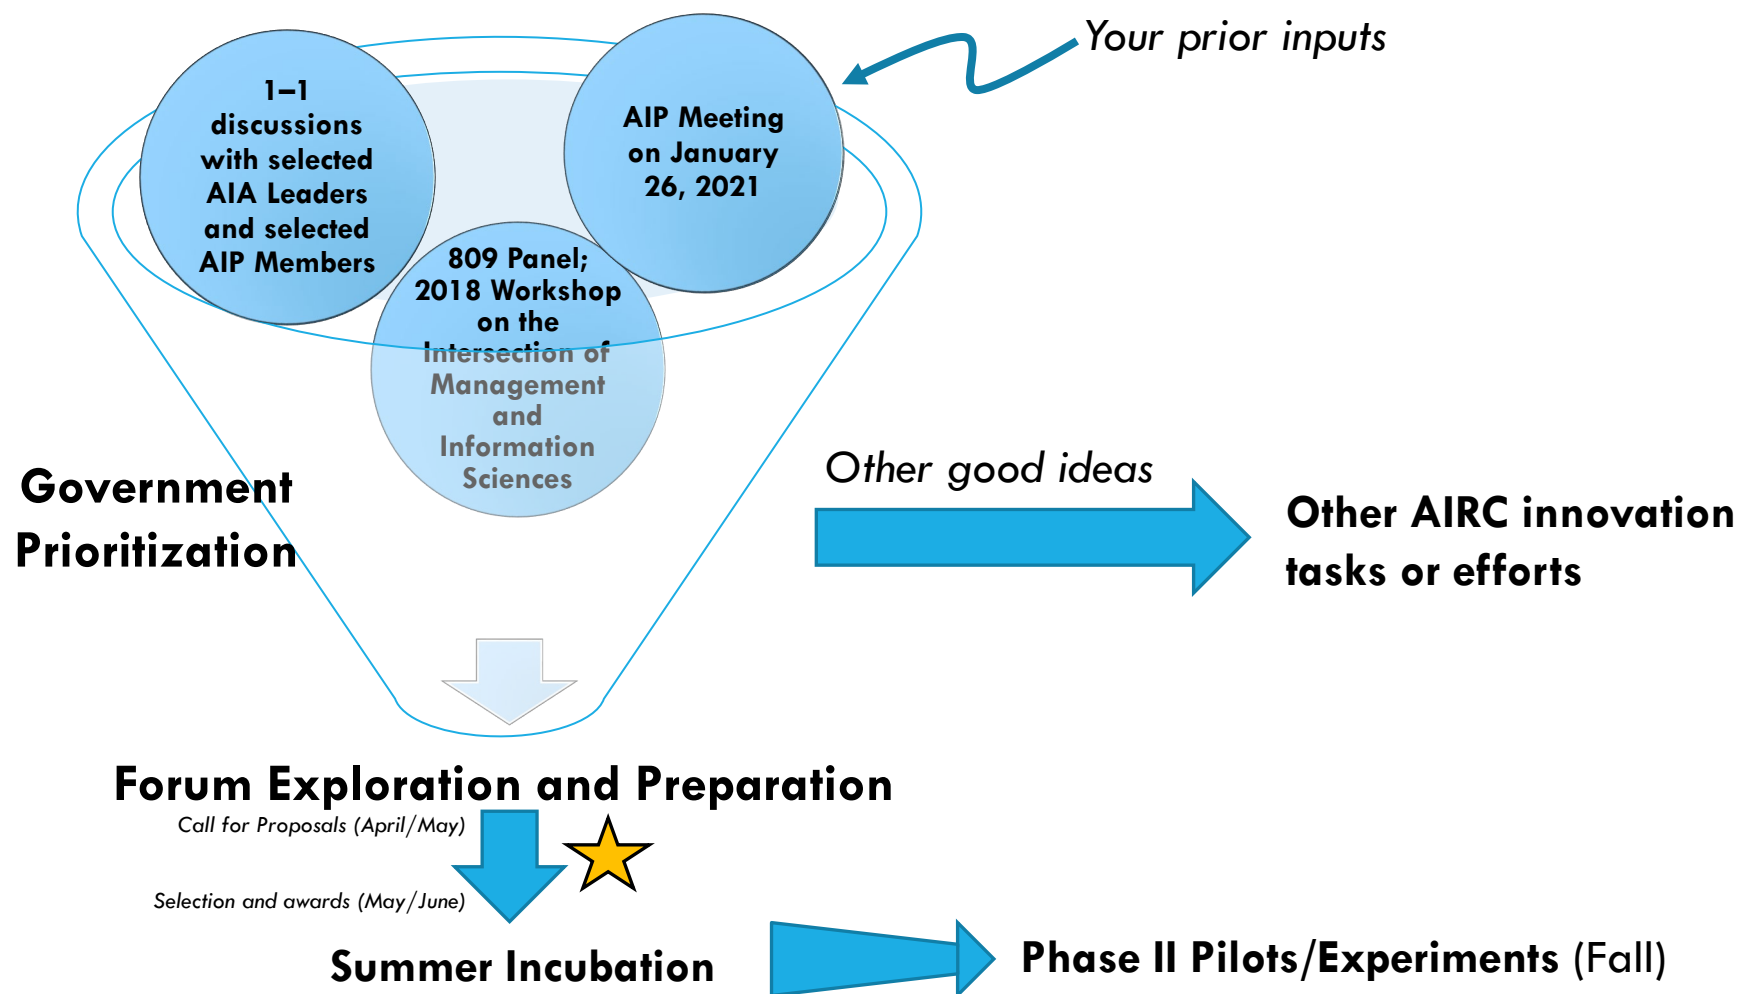 Your prior inputs
1–1
discussions
with selected
AIA Leaders
and selected
AIP Members
AIP Meeting
on January
26, 2021
809 Panel;
2018 Workshop
on the
Intersection of
Management
and
Information
Sciences
Government
Prioritization
Other good ideas
Other AIRC innovation
tasks or efforts
Forum Exploration and Preparation
Call for Proposals (April/May)
Selection and awards (May/June)
Summer Incubation
Phase II Pilots/Experiments (Fall)